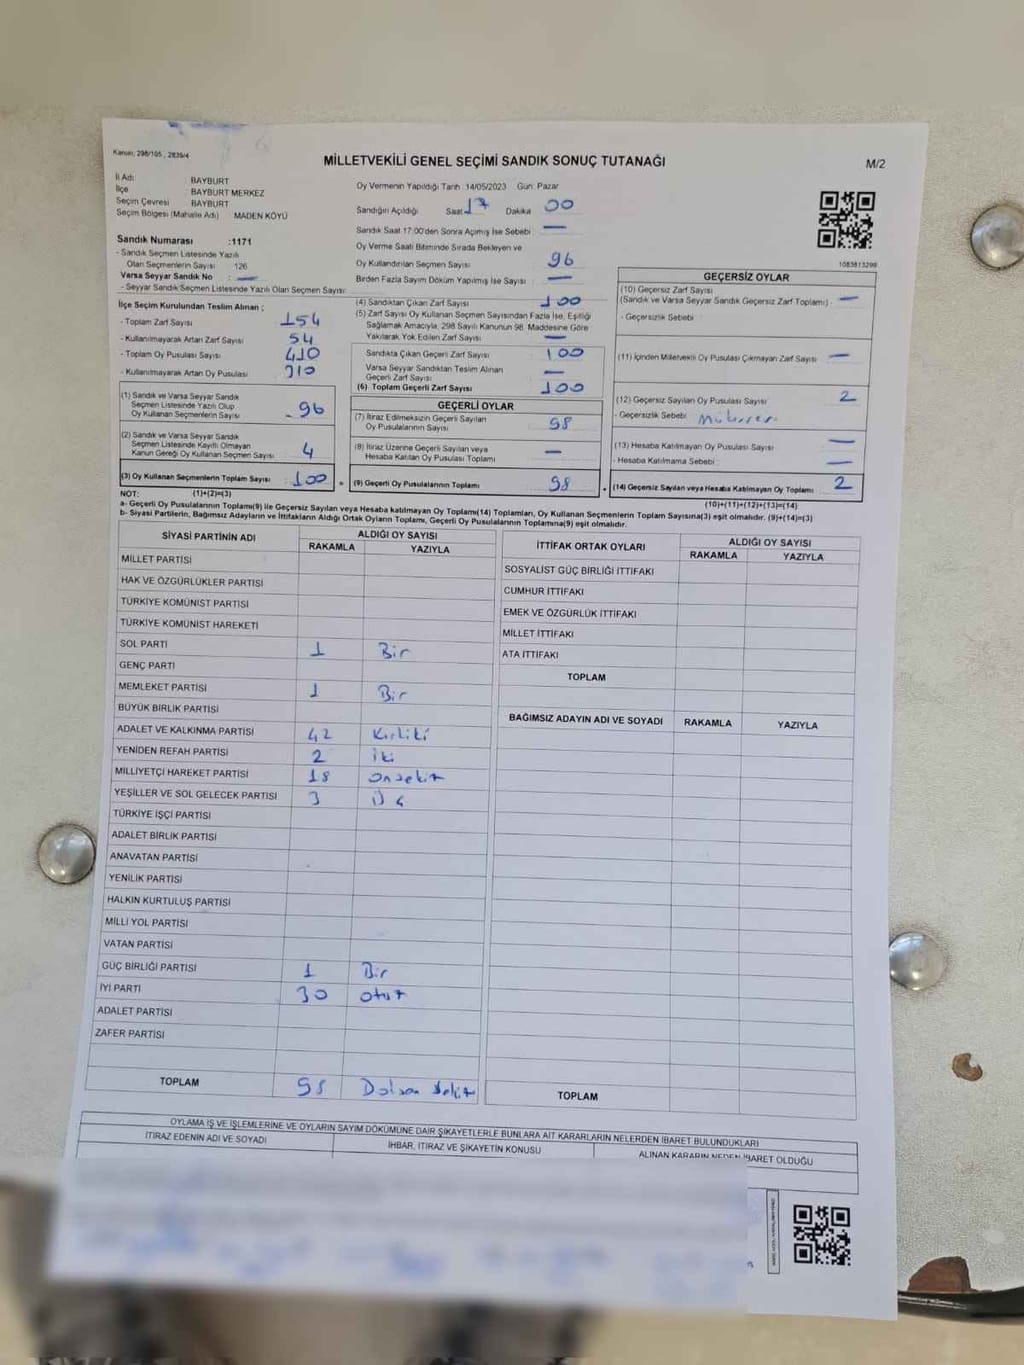 Kanun; 298/105 , 2839/4
MİLLETVEKİLİ GENEL SEÇİMİ SANDIK SONUÇ TUTANAĞI
M/2
İl Adı BAYBURT
İlçe BAYBURT MERKEZ
Seçim Çevresi BAYBURT
Seçim Bölgesi (Mahalle Adı) MADEN KÖYÜ
Sandık Numarası :1171
- Sandık Seçmen Listesinde Yazılı
Olan Seçmenlerin Sayısı 126
Varsa Seyyar Sandık No : —
- Seyyar Sandık Seçmen Listesinde Yazılı Olan Seçmen Sayısı
Oy Vermenin Yapıldığı Tarih :14/05/2023 Gün: Pazar
Sandığın Açıldığı Saat 17 Dakika 00
Sandık Saat 17:00'den Sonra Açılmış İse Sebebi —
Oy Verme Saati Bitiminde Sırada Bekleyen ve
Oy Kullandırılan Seçmen Sayısı 96
Birden Fazla Sayım Döküm Yapılmış İse Sayısı : —
1083813299
İlçe Seçim Kurulundan Teslim Alınan ;
- Toplam Zarf Sayısı 154
- Kullanılmayarak Artan Zarf Sayısı 54
- Toplam Oy Pusulası Sayısı 410
- Kullanılmayarak Artan Oy Pusulası 310
(1) Sandık ve Varsa Seyyar Sandık
Seçmen Listesinde Yazılı Olup
Oy Kullanan Seçmenlerin Sayısı 96
(2) Sandık ve Varsa Seyyar Sandık
Seçmen Listesinde Kayıtlı Olmayan
Kanun Gereği Oy Kullanan Seçmen Sayısı 4
(3) Oy Kullanan Seçmenlerin Toplam Sayısı 100
(4) Sandıktan Çıkan Zarf Sayısı 100
(5) Zarf Sayısı Oy Kullanan Seçmen Sayısından Fazla İse, Eşitliği
Sağlamak Amacıyla, 298 Sayılı Kanunun 98. Maddesine Göre
Yakılarak Yok Edilen Zarf Sayısı —
Sandıkta Çıkan Geçerli Zarf Sayısı 100
Varsa Seyyar Sandıktan Teslim Alınan
Geçerli Zarf Sayısı —
(6) Toplam Geçerli Zarf Sayısı 100
GEÇERLİ OYLAR
(7) İtiraz Edilmeksizin Geçerli Sayılan
Oy Pusulalarının Sayısı 98
(8) İtiraz Üzerine Geçerli Sayılan veya
Hesaba Katılan Oy Pusulası Toplamı —
(9) Geçerli Oy Pusulalarının Toplamı 98
GEÇERSİZ OYLAR
(10) Geçersiz Zarf Sayısı
(Sandık ve Varsa Seyyar Sandık Geçersiz Zarf Toplamı) —
- Geçersizlik Sebebi :
(11) İçinden Milletvekili Oy Pusulası Çıkmayan Zarf Sayısı —
(12) Geçersiz Sayılan Oy Pusulası Sayısı 2
- Geçersizlik Sebebi
(13) Hesaba Katılmayan Oy Pusulası Sayısı —
- Hesaba Katılmama Sebebi : —
(14) Geçersiz Sayılan veya Hesaba Katılmayan Oy Toplamı 2
NOT: (1)+(2)=(3)
(10)+(11)+(12)+(13)=(14)
a- Geçerli Oy Pusulalarının Toplamı(9) ile Geçersiz Sayılan veya Hesaba katılmayan Oy Toplamı(14) Toplamları, Oy Kullanan Seçmenlerin Toplam Sayısına(3) eşit olmalıdır. (9)+(14)=(3)
b- Siyasi Partilerin, Bağımsız Adayların ve İttifakların Aldığı Ortak Oyların Toplamı, Geçerli Oy Pusulalarının Toplamına(9) eşit olmalıdır.
SİYASİ PARTİNİN ADI ALDIĞI OY SAYISI
RAKAMLA YAZIYLA
MİLLET PARTİSİ
HAK VE ÖZGÜRLÜKLER PARTİSİ
TÜRKİYE KOMÜNİST PARTİSİ
TÜRKİYE KOMÜNİST HAREKETİ
SOL PARTİ 1 Bir
GENÇ PARTİ
MEMLEKET PARTİSİ 1 Bir
BÜYÜK BİRLİK PARTİSİ
ADALET VE KALKINMA PARTİSİ 42 Kırkiki
YENİDEN REFAH PARTİSİ 2 iki
MİLLİYETÇİ HAREKET PARTİSİ 18 onsekiz
YEŞİLLER VE SOL GELECEK PARTİSİ 3 Üç
TÜRKİYE İŞÇİ PARTİSİ
ADALET BİRLİK PARTİSİ
ANAVATAN PARTİSİ
YENİLİK PARTİSİ
HALKIN KURTULUŞ PARTİSİ
MİLLİ YOL PARTİSİ
VATAN PARTİSİ
GÜÇ BİRLİĞİ PARTİSİ 1 Bir
İYİ PARTİ 30 otuz
ADALET PARTİSİ
ZAFER PARTİSİ
TOPLAM 98 Doksan sekiz
İTTİFAK ORTAK OYLARI ALDIĞI OY SAYISI
RAKAMLA YAZIYLA
SOSYALİST GÜÇ BİRLİĞİ İTTİFAKI
CUMHUR İTTİFAKI
EMEK VE ÖZGÜRLÜK İTTİFAKI
MİLLET İTTİFAKI
ATA İTTİFAKI
TOPLAM
BAĞIMSIZ ADAYIN ADI VE SOYADI RAKAMLA YAZIYLA
TOPLAM
OYLAMA İŞ VE İŞLEMLERİNE VE OYLARIN SAYIM DÖKÜMÜNE DAİR ŞİKAYETLERLE BUNLARA AİT KARARLARIN NELERDEN İBARET BULUNDUKLARI
İTİRAZ EDENİN ADI VE SOYADI İHBAR, İTİRAZ VE ŞİKAYETİN KONUSU ALINAN KARARIN NEDEN İBARET OLDUĞU